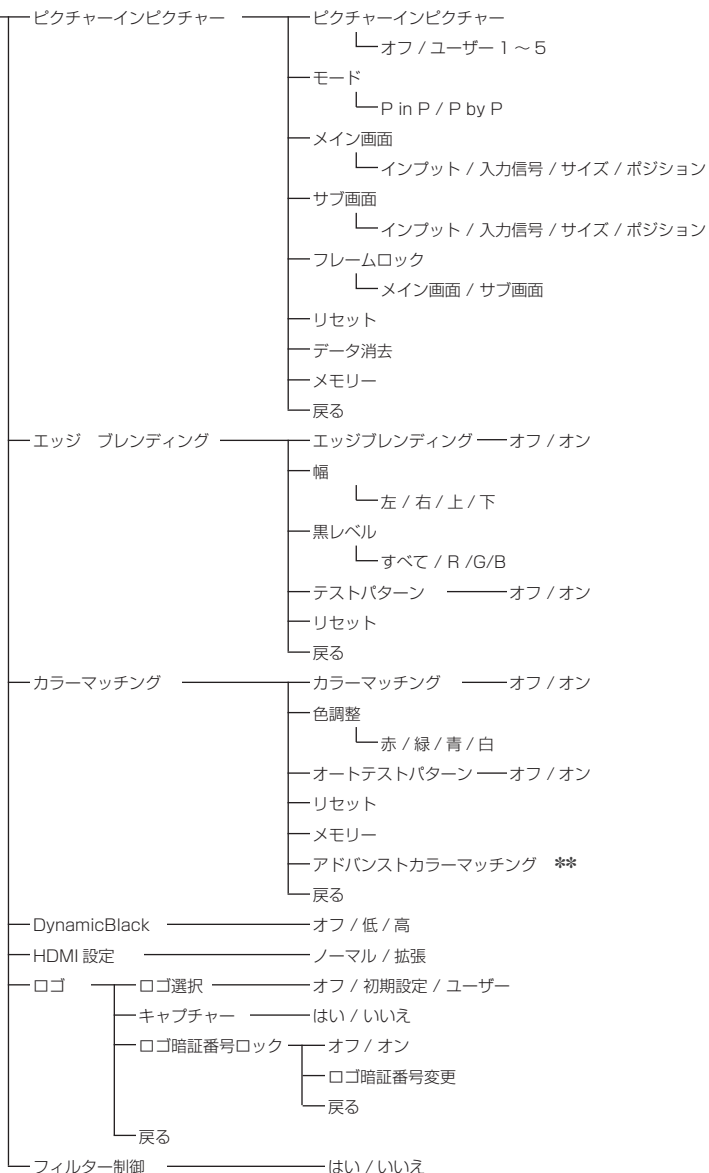 ピクチャーインピクチャー ピクチャーインピクチャー
オフ / ユーザー 1 ～ 5
モード
P in P / P by P
メイン画面
インプット / 入力信号 / サイズ / ポジション
サブ画面
インプット / 入力信号 / サイズ / ポジション
フレームロック
メイン画面 / サブ画面
リセット
データ消去
メモリー
戻る
エッジ ブレンディング エッジブレンディング オフ / オン
幅
左 / 右 / 上 / 下
黒レベル
すべて / R /G/B
テストパターン オフ / オン
リセット
戻る
カラーマッチング カラーマッチング オフ / オン
色調整
赤 / 緑 / 青 / 白
オートテストパターン オフ / オン
リセット
メモリー
アドバンストカラーマッチング **
戻る
DynamicBlack オフ / 低 / 高
HDMI 設定 ノーマル / 拡張
ロゴ ロゴ選択 オフ / 初期設定 / ユーザー
キャプチャー はい / いいえ
ロゴ暗証番号ロック オフ / オン
ロゴ暗証番号変更
戻る
戻る
フィルター制御 はい / いいえ